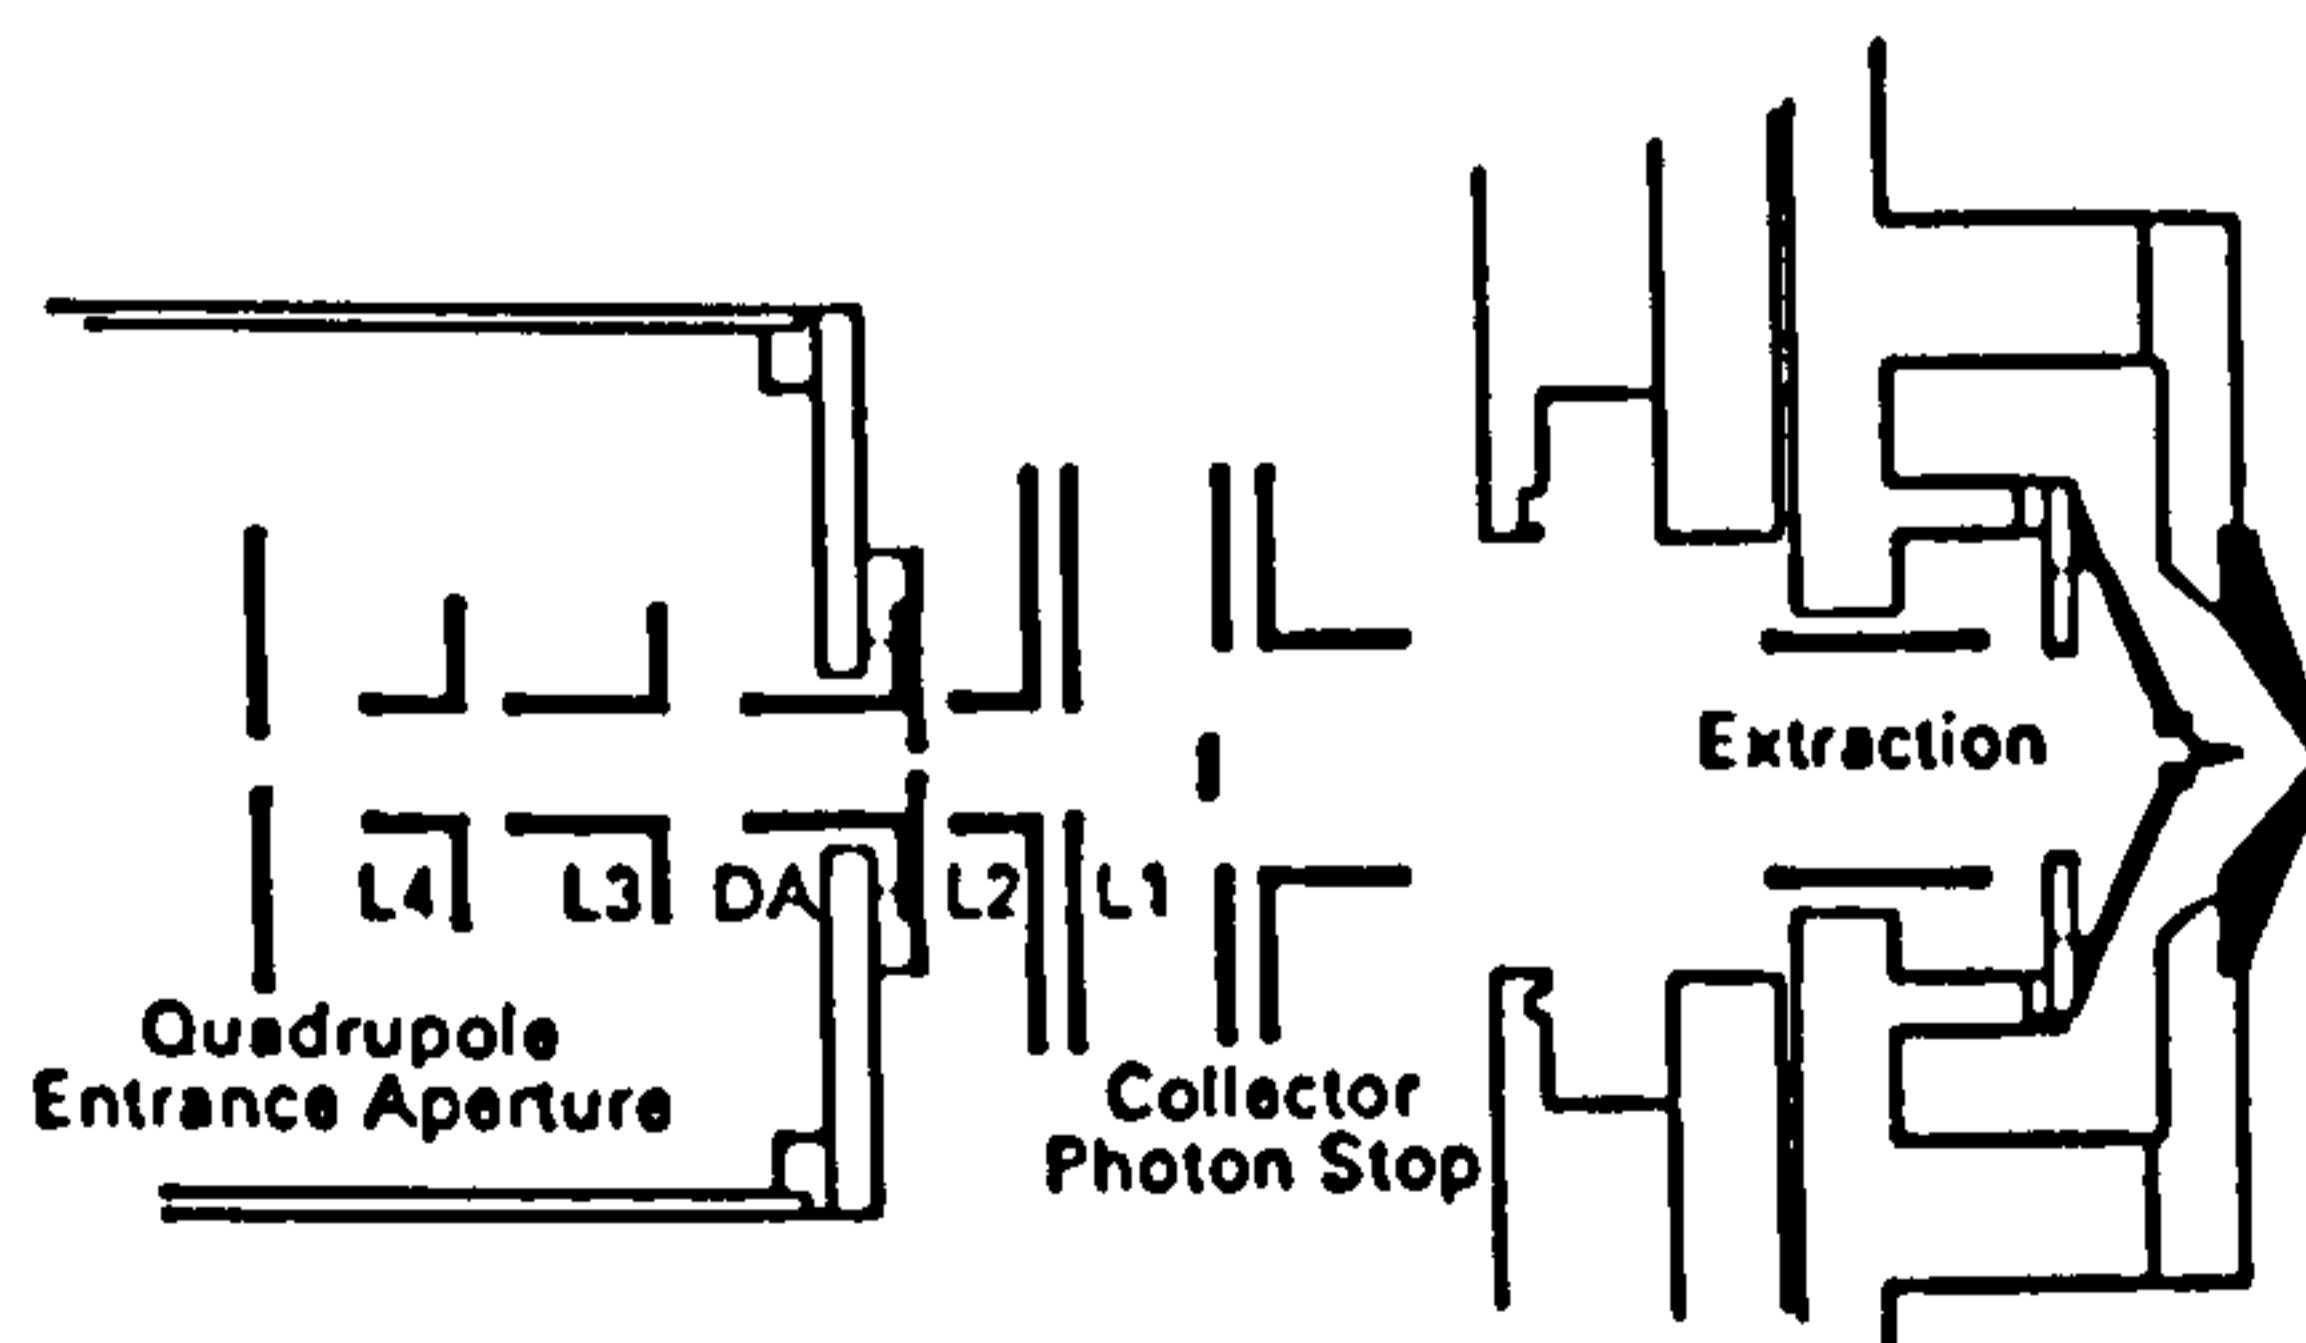 Extraction
L4 L3 DA L2 L1
Quadrupole
Entrance Aperture
Collector
Photon Stop